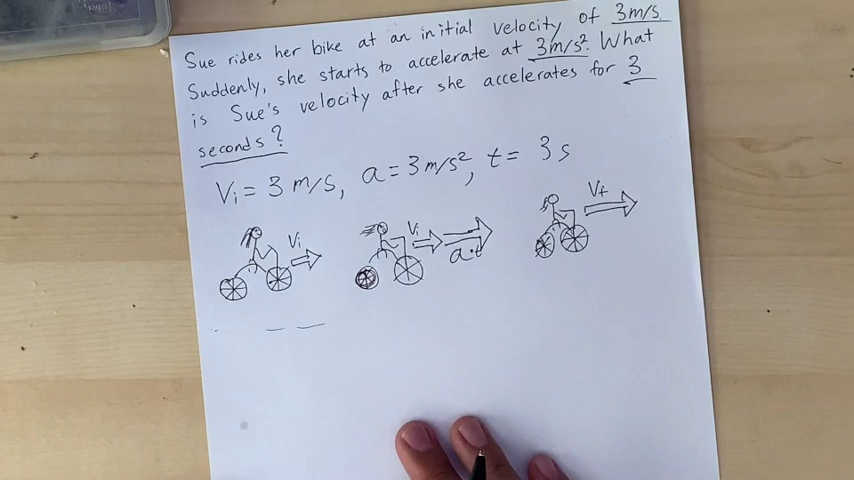 Sue rides her bike at an initial velocity of 3m/s
Suddenly, she starts to accelerate at 3m/s². What
is Sue's velocity after she accelerates for 3
seconds?
Vi = 3 m/s, a = 3 m/s², t = 3 s
Vi
Vi
a·t
Vf